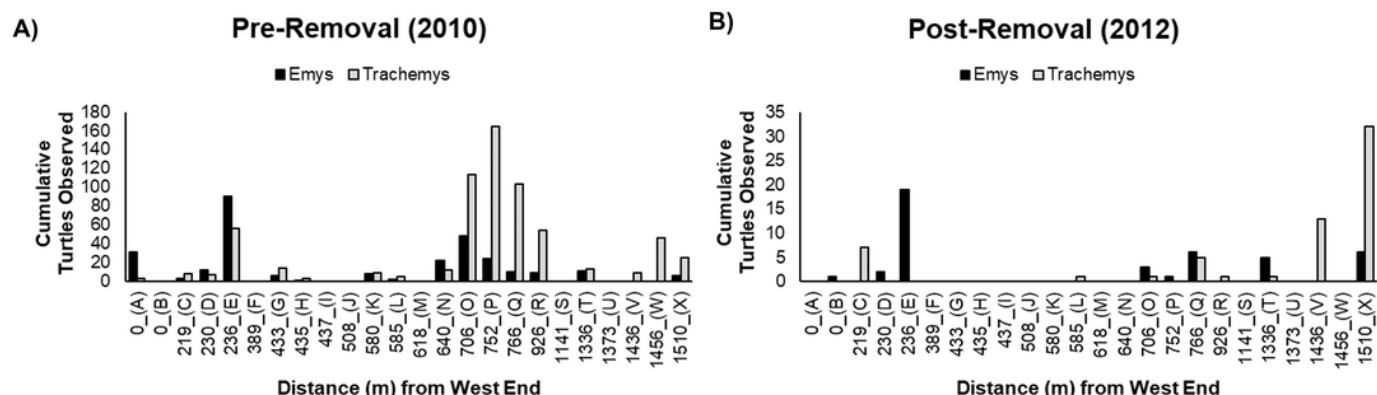 A)
Pre-Removal (2010)
Emys Trachemys
Cumulative
Turtles Observed
180
160
140
120
100
80
60
40
20
0
0_(A)
0_(B)
219_(C)
230_(D)
236_(E)
389_(F)
433_(G)
435_(H)
437_(I)
508_(J)
580_(K)
585_(L)
618_(M)
640_(N)
706_(O)
752_(P)
766_(Q)
926_(R)
1141_(S)
1336_(T)
1373_(U)
1436_(V)
1456_(W)
1510_(X)
Distance (m) from West End
B)
Post-Removal (2012)
Emys Trachemys
Cumulative
Turtles Observed
35
30
25
20
15
10
5
0
0_(A)
0_(B)
219_(C)
230_(D)
236_(E)
389_(F)
433_(G)
435_(H)
437_(I)
508_(J)
580_(K)
585_(L)
618_(M)
640_(N)
706_(O)
752_(P)
766_(Q)
926_(R)
1141_(S)
1336_(T)
1373_(U)
1436_(V)
1456_(W)
1510_(X)
Distance (m) from West End